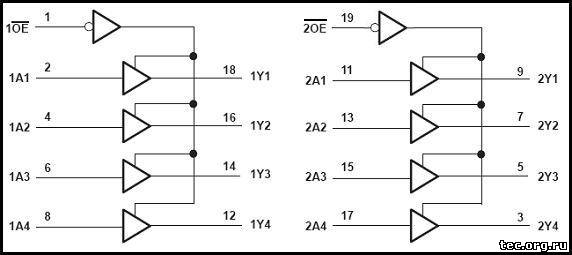 1OE 1 2OE 19
1A1 2 18 1Y1 2A1 11 9 2Y1
1A2 4 16 1Y2 2A2 13 7 2Y2
1A3 6 14 1Y3 2A3 15 5 2Y3
1A4 8 12 1Y4 2A4 17 3 2Y4
tec.org.ru